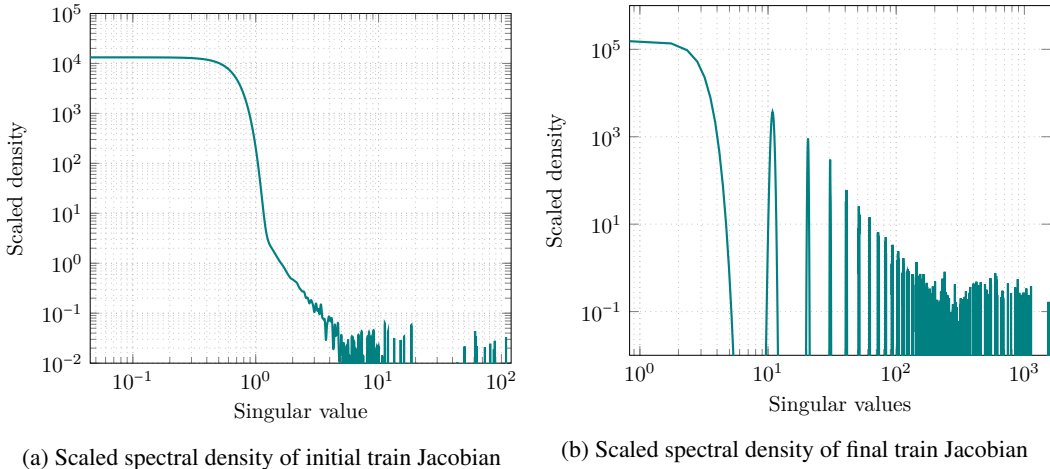 10^5
10^4
10^3
10^2
10^1
10^0
10^-1
10^-2
Scaled density
10^-1 10^0 10^1 10^2
Singular value
(a) Scaled spectral density of initial train Jacobian
10^5
10^3
10^1
10^-1
Scaled density
10^0 10^1 10^2 10^3
Singular values
(b) Scaled spectral density of final train Jacobian